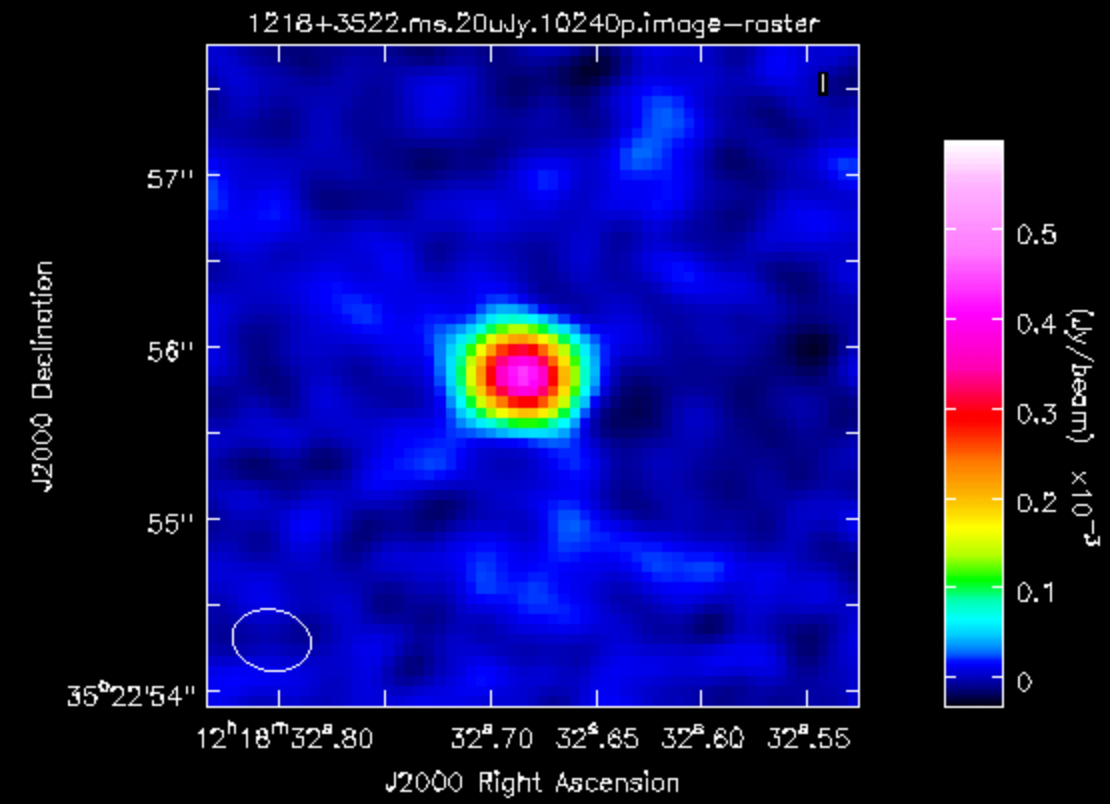 1218+3522.ms.20uJy.10240p.image-raster
I
57"
56"
55"
35°22'54"
12ʰ18ᵐ32ˢ.80 32ˢ.70 32ˢ.65 32ˢ.60 32ˢ.55
J2000 Right Ascension
J2000 Declination
0.5
0.4
0.3
0.2
0.1
0
(Jy/beam) ×10⁻³